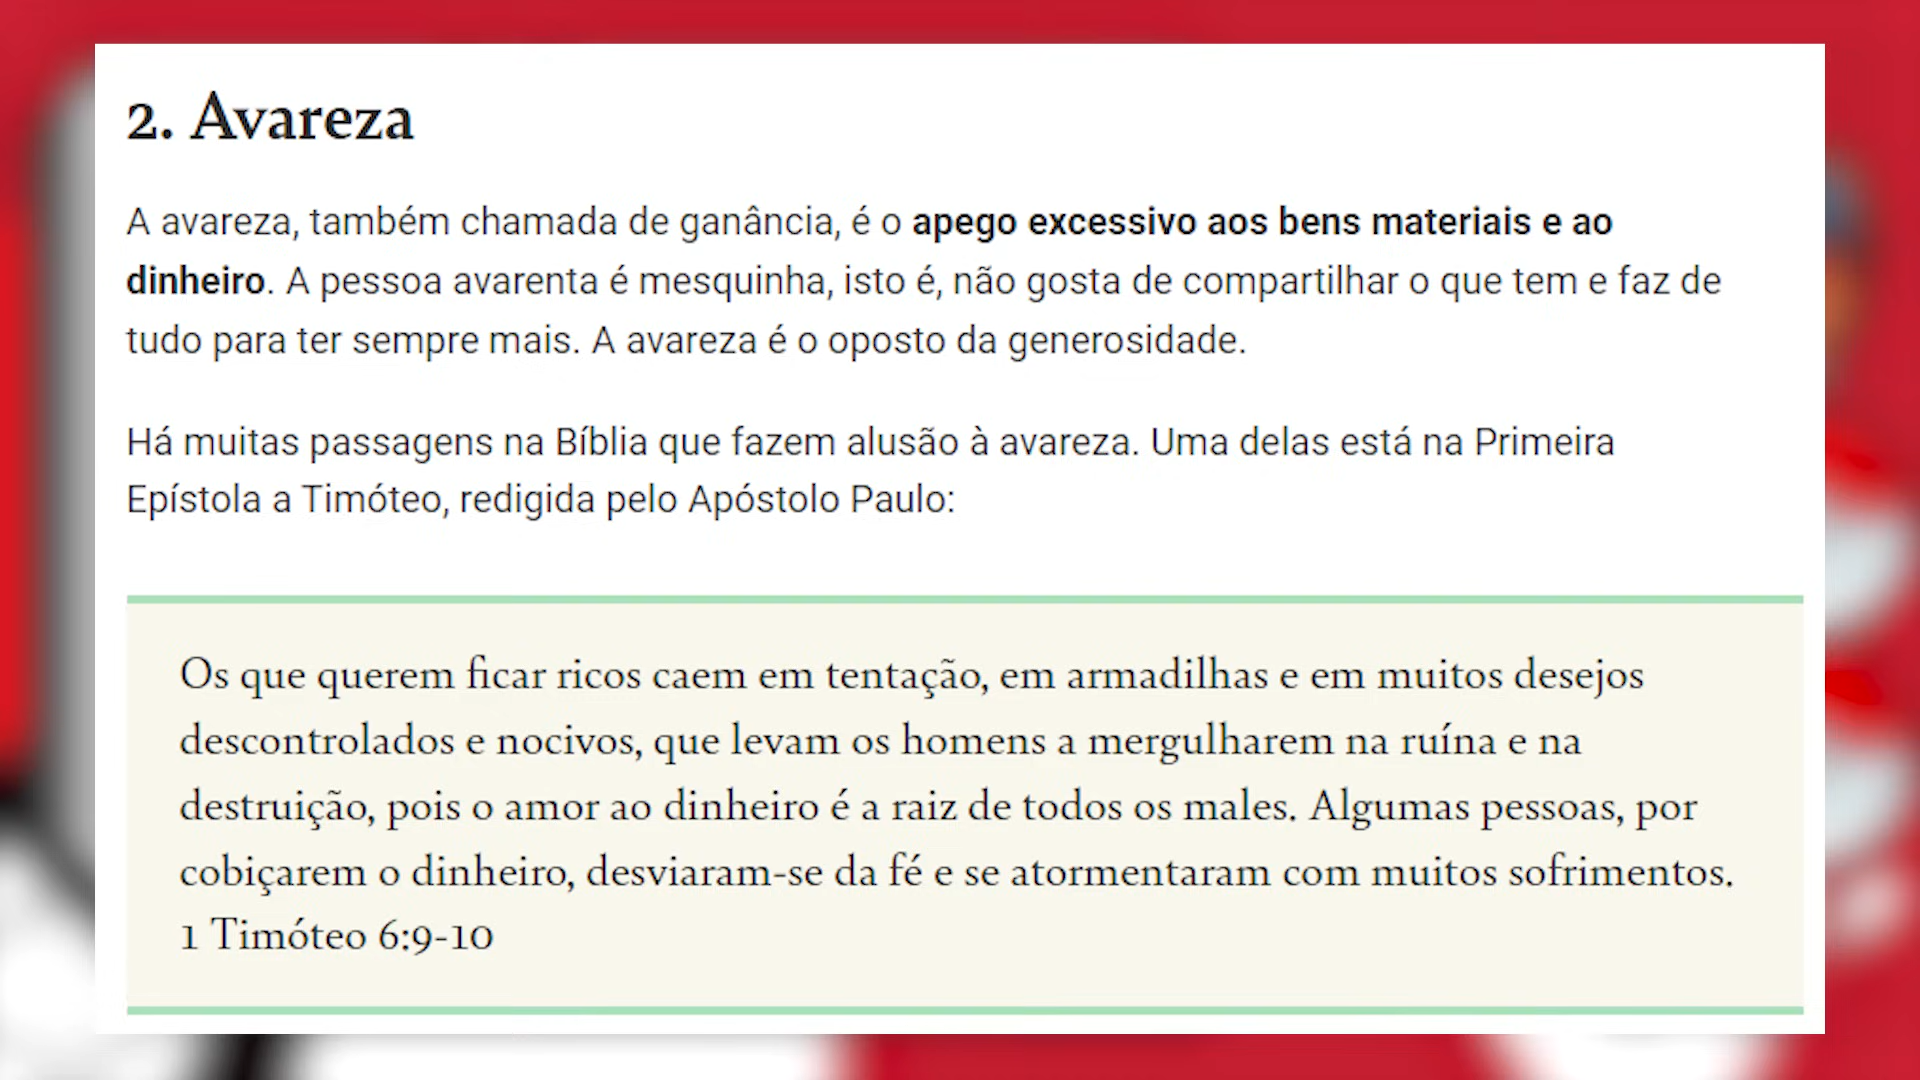 2. Avareza
A avareza, também chamada de ganância, é o apego excessivo aos bens materiais e ao
dinheiro. A pessoa avarenta é mesquinha, isto é, não gosta de compartilhar o que tem e faz de
tudo para ter sempre mais. A avareza é o oposto da generosidade.
Há muitas passagens na Bíblia que fazem alusão à avareza. Uma delas está na Primeira
Epístola a Timóteo, redigida pelo Apóstolo Paulo:
Os que querem ficar ricos caem em tentação, em armadilhas e em muitos desejos
descontrolados e nocivos, que levam os homens a mergulharem na ruína e na
destruição, pois o amor ao dinheiro é a raiz de todos os males. Algumas pessoas, por
cobiçarem o dinheiro, desviaram-se da fé e se atormentaram com muitos sofrimentos.
1 Timóteo 6:9-10